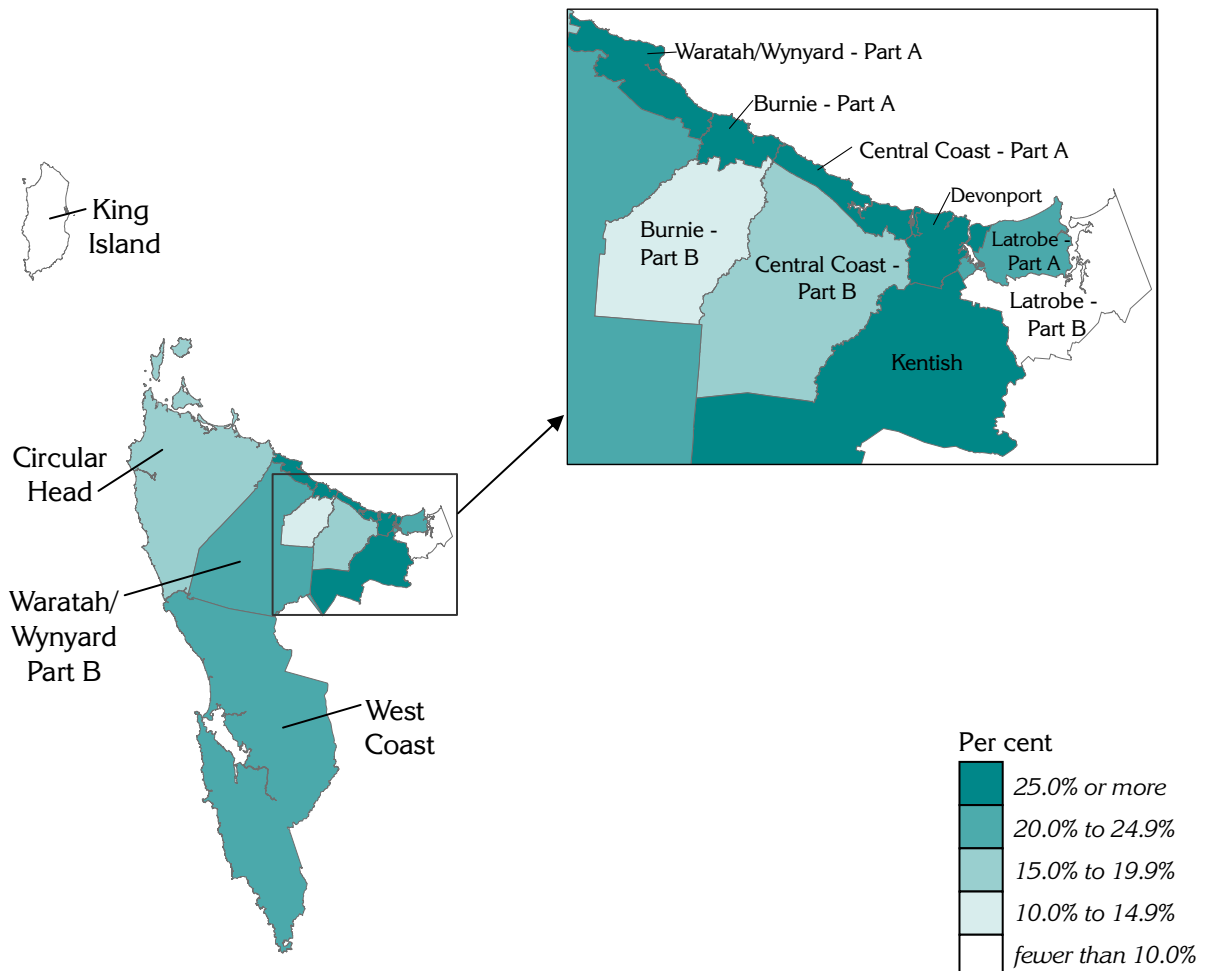 Waratah/Wynyard - Part A
Burnie - Part A
Central Coast - Part A
Devonport
Latrobe -
Part A
Burnie -
Part B
Central Coast -
Part B
Latrobe -
Part B
Kentish
King
Island
Circular
Head
Waratah/
Wynyard
Part B
West
Coast
Per cent
25.0% or more
20.0% to 24.9%
15.0% to 19.9%
10.0% to 14.9%
fewer than 10.0%